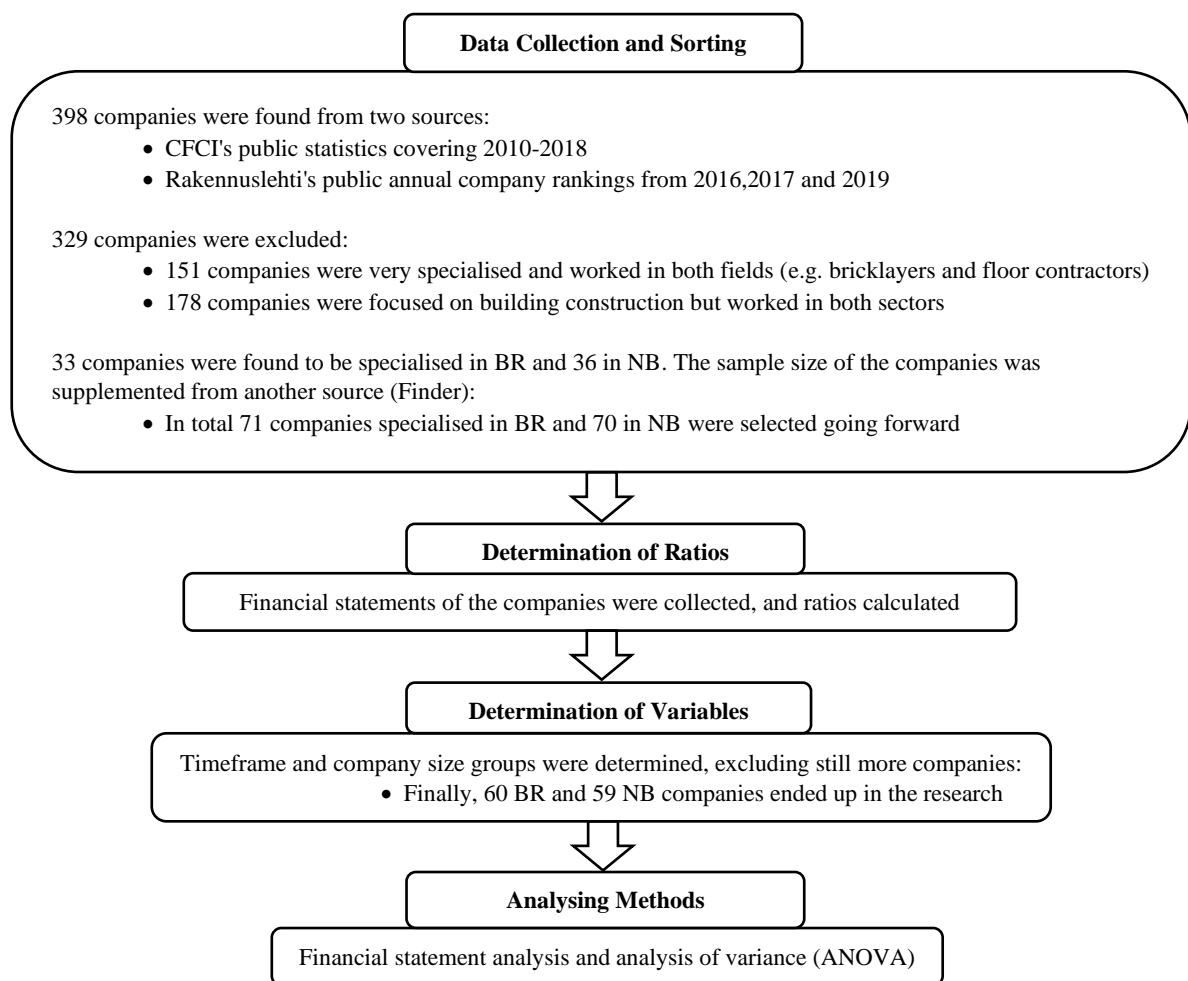 Data Collection and Sorting
398 companies were found from two sources:
• CFCI's public statistics covering 2010-2018
• Rakennuslehti's public annual company rankings from 2016,2017 and 2019
329 companies were excluded:
• 151 companies were very specialised and worked in both fields (e.g. bricklayers and floor contractors)
• 178 companies were focused on building construction but worked in both sectors
33 companies were found to be specialised in BR and 36 in NB. The sample size of the companies was
supplemented from another source (Finder):
• In total 71 companies specialised in BR and 70 in NB were selected going forward
Determination of Ratios
Financial statements of the companies were collected, and ratios calculated
Determination of Variables
Timeframe and company size groups were determined, excluding still more companies:
• Finally, 60 BR and 59 NB companies ended up in the research
Analysing Methods
Financial statement analysis and analysis of variance (ANOVA)